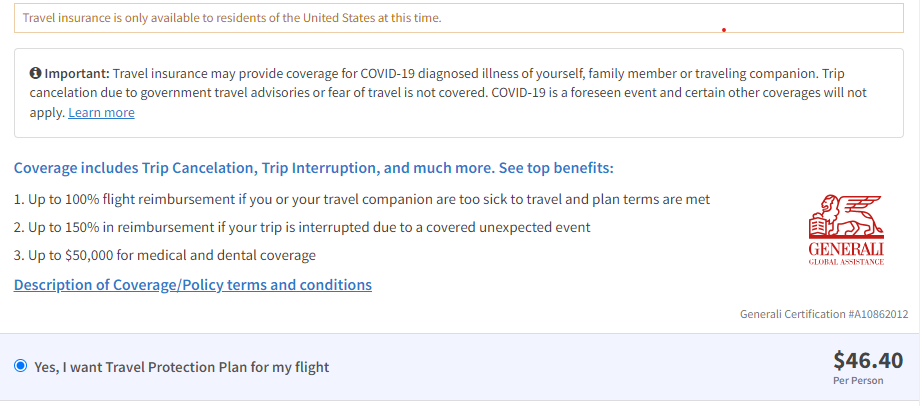 Travel insurance is only available to residents of the United States at this time.
Important: Travel insurance may provide coverage for COVID-19 diagnosed illness of yourself, family member or traveling companion. Trip
cancelation due to government travel advisories or fear of travel is not covered. COVID-19 is a foreseen event and certain other coverages will not
apply. Learn more
Coverage includes Trip Cancelation, Trip Interruption, and much more. See top benefits:
1. Up to 100% flight reimbursement if you or your travel companion are too sick to travel and plan terms are met
2. Up to 150% in reimbursement if your trip is interrupted due to a covered unexpected event
3. Up to $50,000 for medical and dental coverage
GENERALI
GLOBAL ASSISTANCE
Description of Coverage/Policy terms and conditions
Generali Certification #A10862012
Yes, I want Travel Protection Plan for my flight
$46.40
Per Person